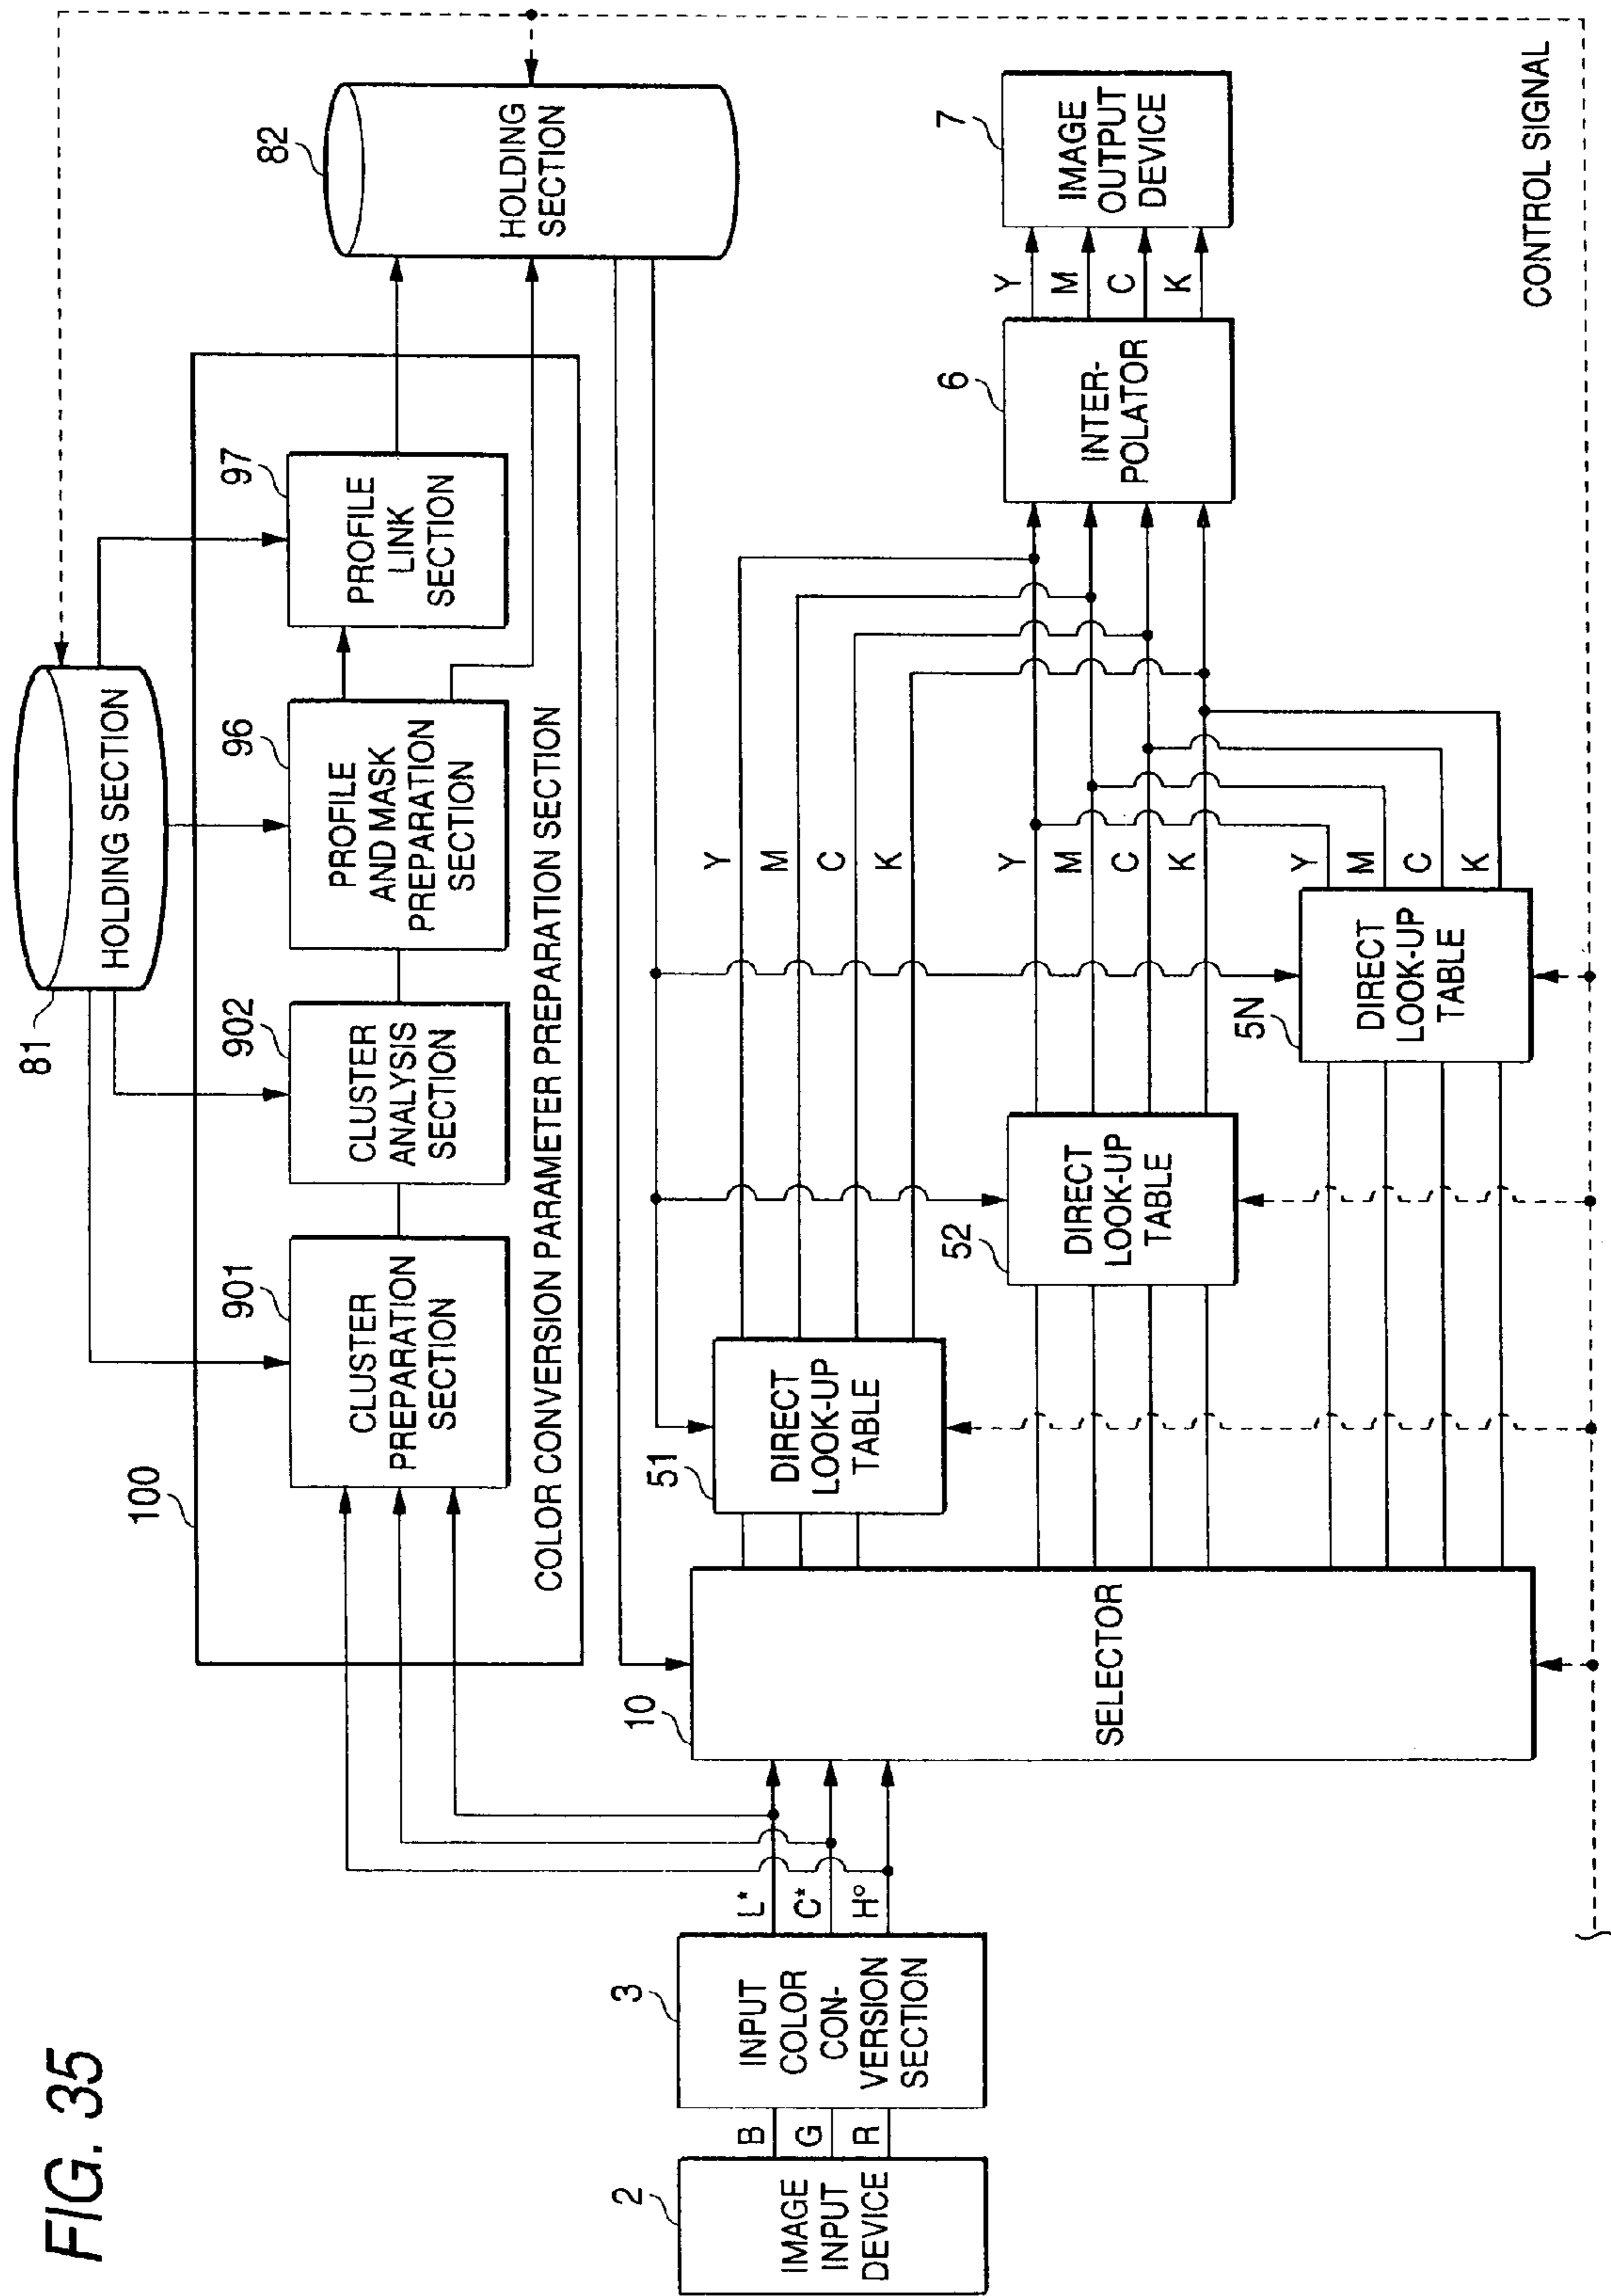 FIG. 35
81
HOLDING SECTION
82
HOLDING
SECTION
100
901
CLUSTER
PREPARATION
SECTION
902
CLUSTER
ANALYSIS
SECTION
96
PROFILE
AND MASK
PREPARATION
SECTION
97
PROFILE
LINK
SECTION
COLOR CONVERSION PARAMETER PREPARATION SECTION
2
IMAGE
INPUT
DEVICE
B
G
R
3
INPUT
COLOR
CON-
VERSION
SECTION
L*
C*
H°
10
SELECTOR
51
DIRECT
LOOK-UP
TABLE
Y
M
C
K
52
DIRECT
LOOK-UP
TABLE
Y
M
C
K
5N
DIRECT
LOOK-UP
TABLE
Y
M
C
K
6
INTER-
POLATOR
Y
M
C
K
7
IMAGE
OUTPUT
DEVICE
CONTROL SIGNAL